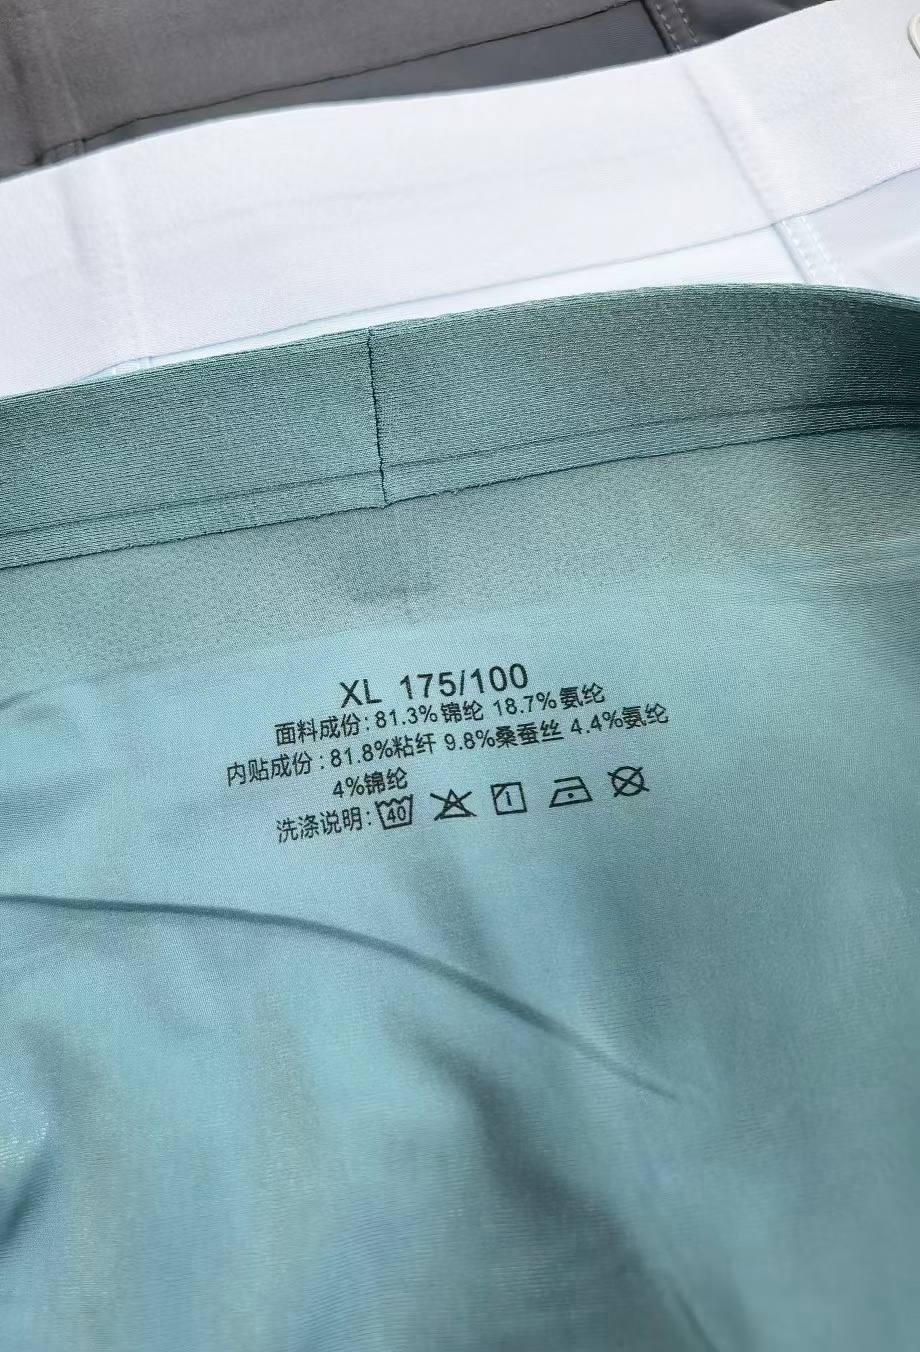 XL 175/100
面料成份:81.3%锦纶 18.7%氨纶
内贴成份:81.8%粘纤 9.8%桑蚕丝 4.4%氨纶
4%锦纶
洗涤说明: 40 1